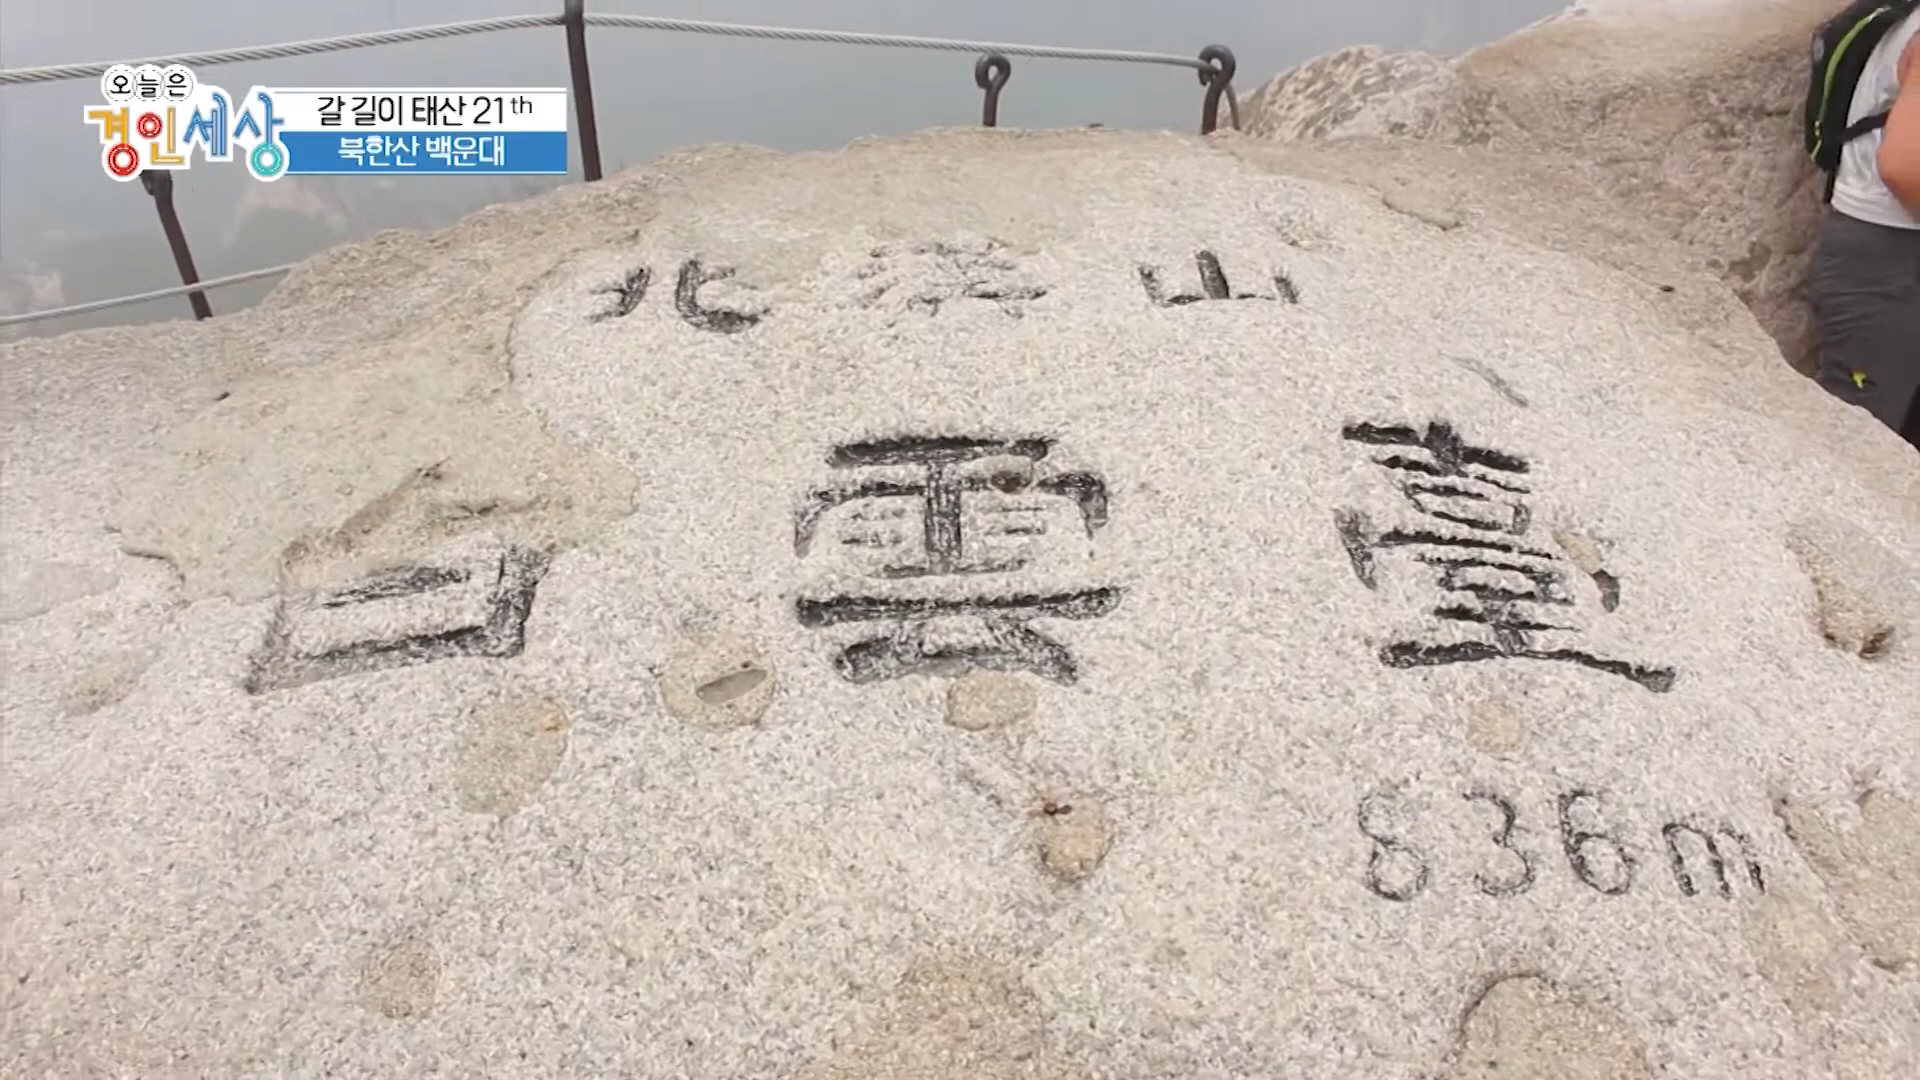 오늘은
경인세상
갈 길이 태산 21th
북한산 백운대
北漢山
白雲臺
836m